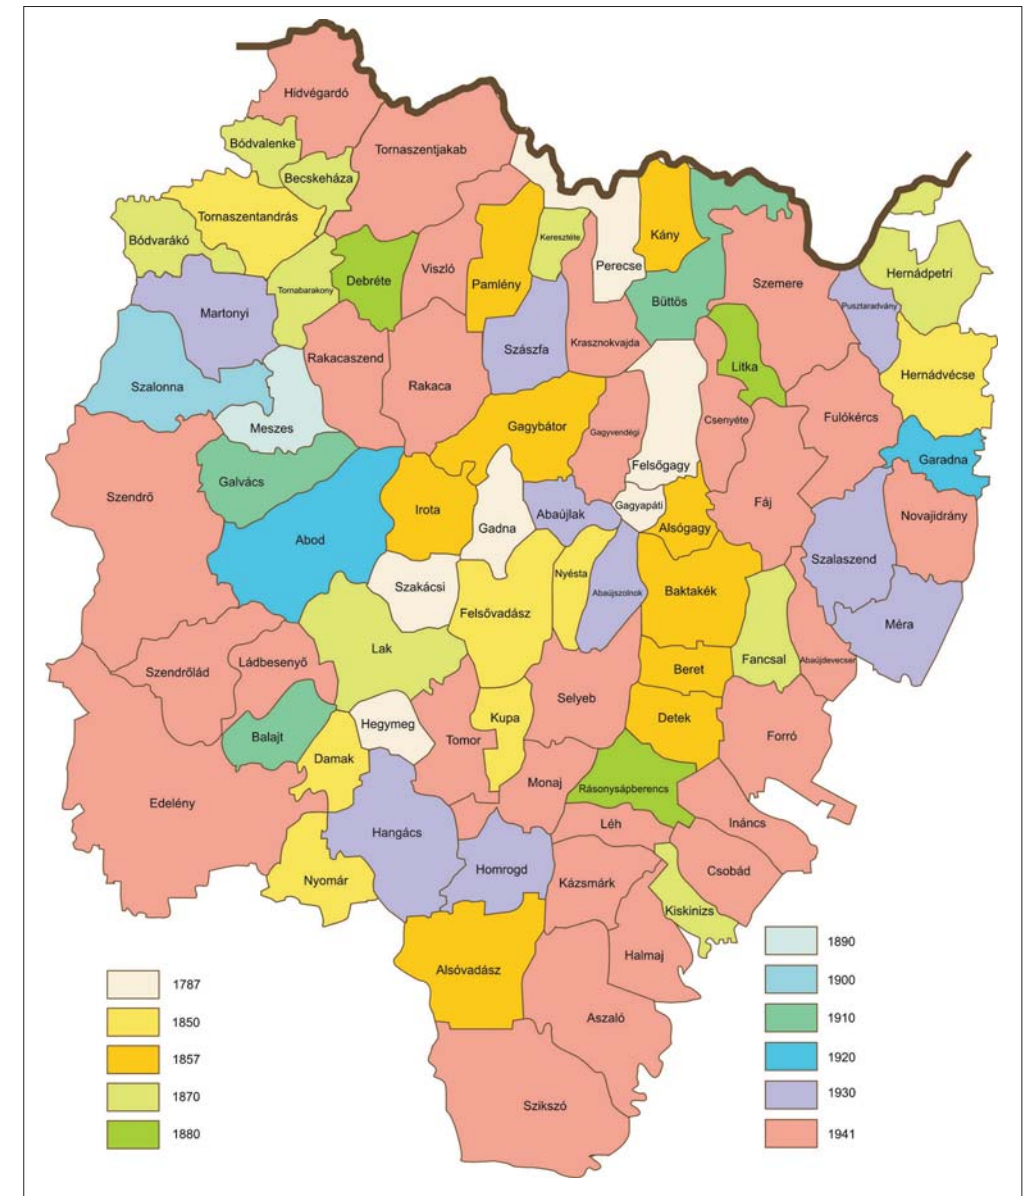 Hídvégardó
Bódvalenke
Tornaszentjakab
Becskeháza
Tornaszentandrás
Bódvarákó
Keresztéte
Kány
Perecse
Viszló
Debréte
Pamlény
Tornabarakony
Hernádpetri
Szemere
Büttös
Pusztaradvány
Martonyi
Krasznokvajda
Szászfa
Rakacaszend
Litka
Hernádvécse
Szalonna
Rakaca
Meszes
Gagybátor
Gagyvendégi
Csenyéte
Fulókércs
Garadna
Felsőgagy
Galvács
Szendrő
Fáj
Gagyapáti
Irota
Abaújlak
Novajidrány
Gadna
Alsógagy
Abod
Szalaszend
Nyésta
Szakácsi
Abaújszolnok
Baktakék
Felsővadász
Méra
Lak
Ládbesenyő
Fancsal
Abaújdevecser
Szendrőlád
Beret
Selyeb
Kupa
Detek
Hegymeg
Balajt
Tomor
Forró
Damak
Monaj
Rásonysápberencs
Edelény
Léh
Ináncs
Hangács
Homrogd
Csobád
Nyomár
Kázsmárk
Kiskinizs
Halmaj
Alsóvadász
Aszaló
Szikszó
1787
1850
1857
1870
1880
1890
1900
1910
1920
1930
1941